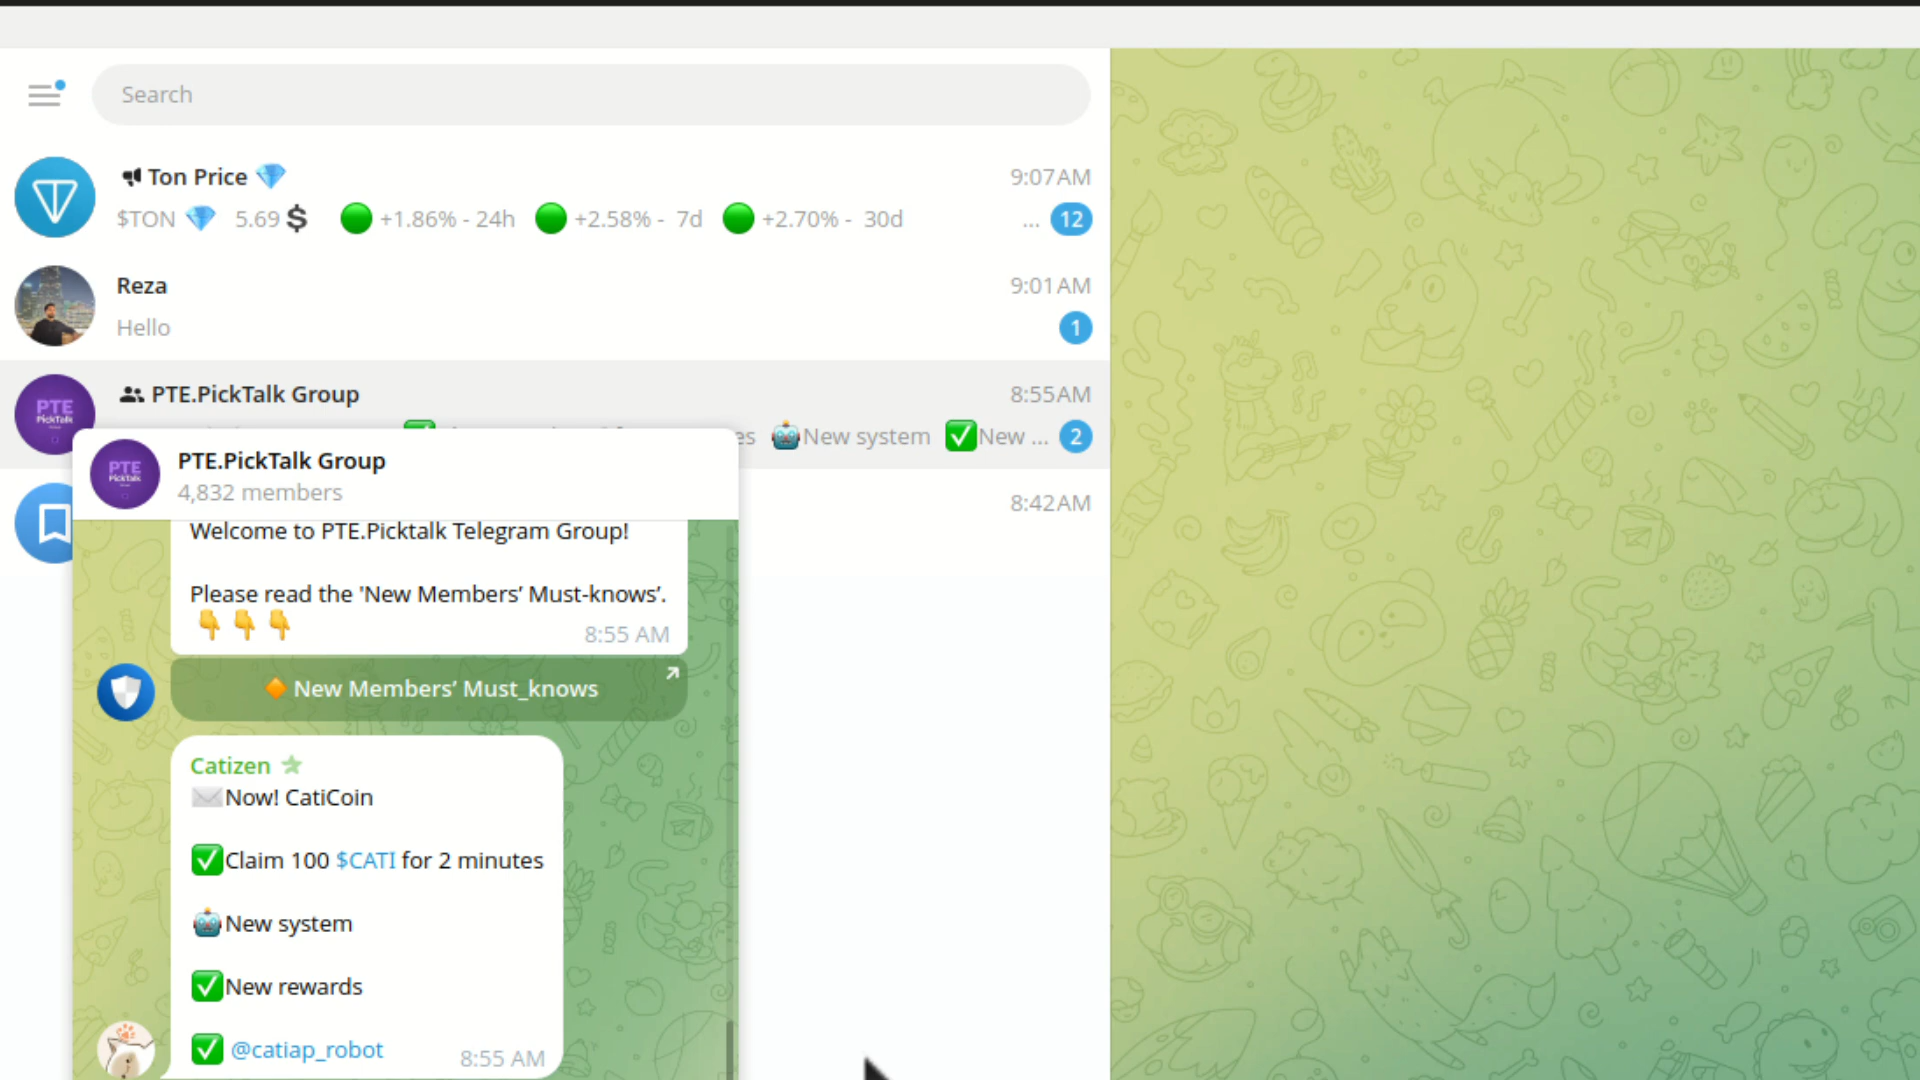 Search
Ton Price 9:07AM
$TON 5.69 +1.86% - 24h +2.58% - 7d +2.70% - 30d ... 12
Reza 9:01AM
Hello 1
PTE PickTalk PTE.PickTalk Group 8:55AM
New system New ... 2
8:42AM
PTE PickTalk PTE.PickTalk Group
4,832 members
Welcome to PTE.Picktalk Telegram Group!
Please read the 'New Members' Must-knows'.
8:55 AM
New Members' Must_knows
Catizen
Now! CatiCoin
Claim 100 $CATI for 2 minutes
New system
New rewards
@catiap_robot 8:55 AM